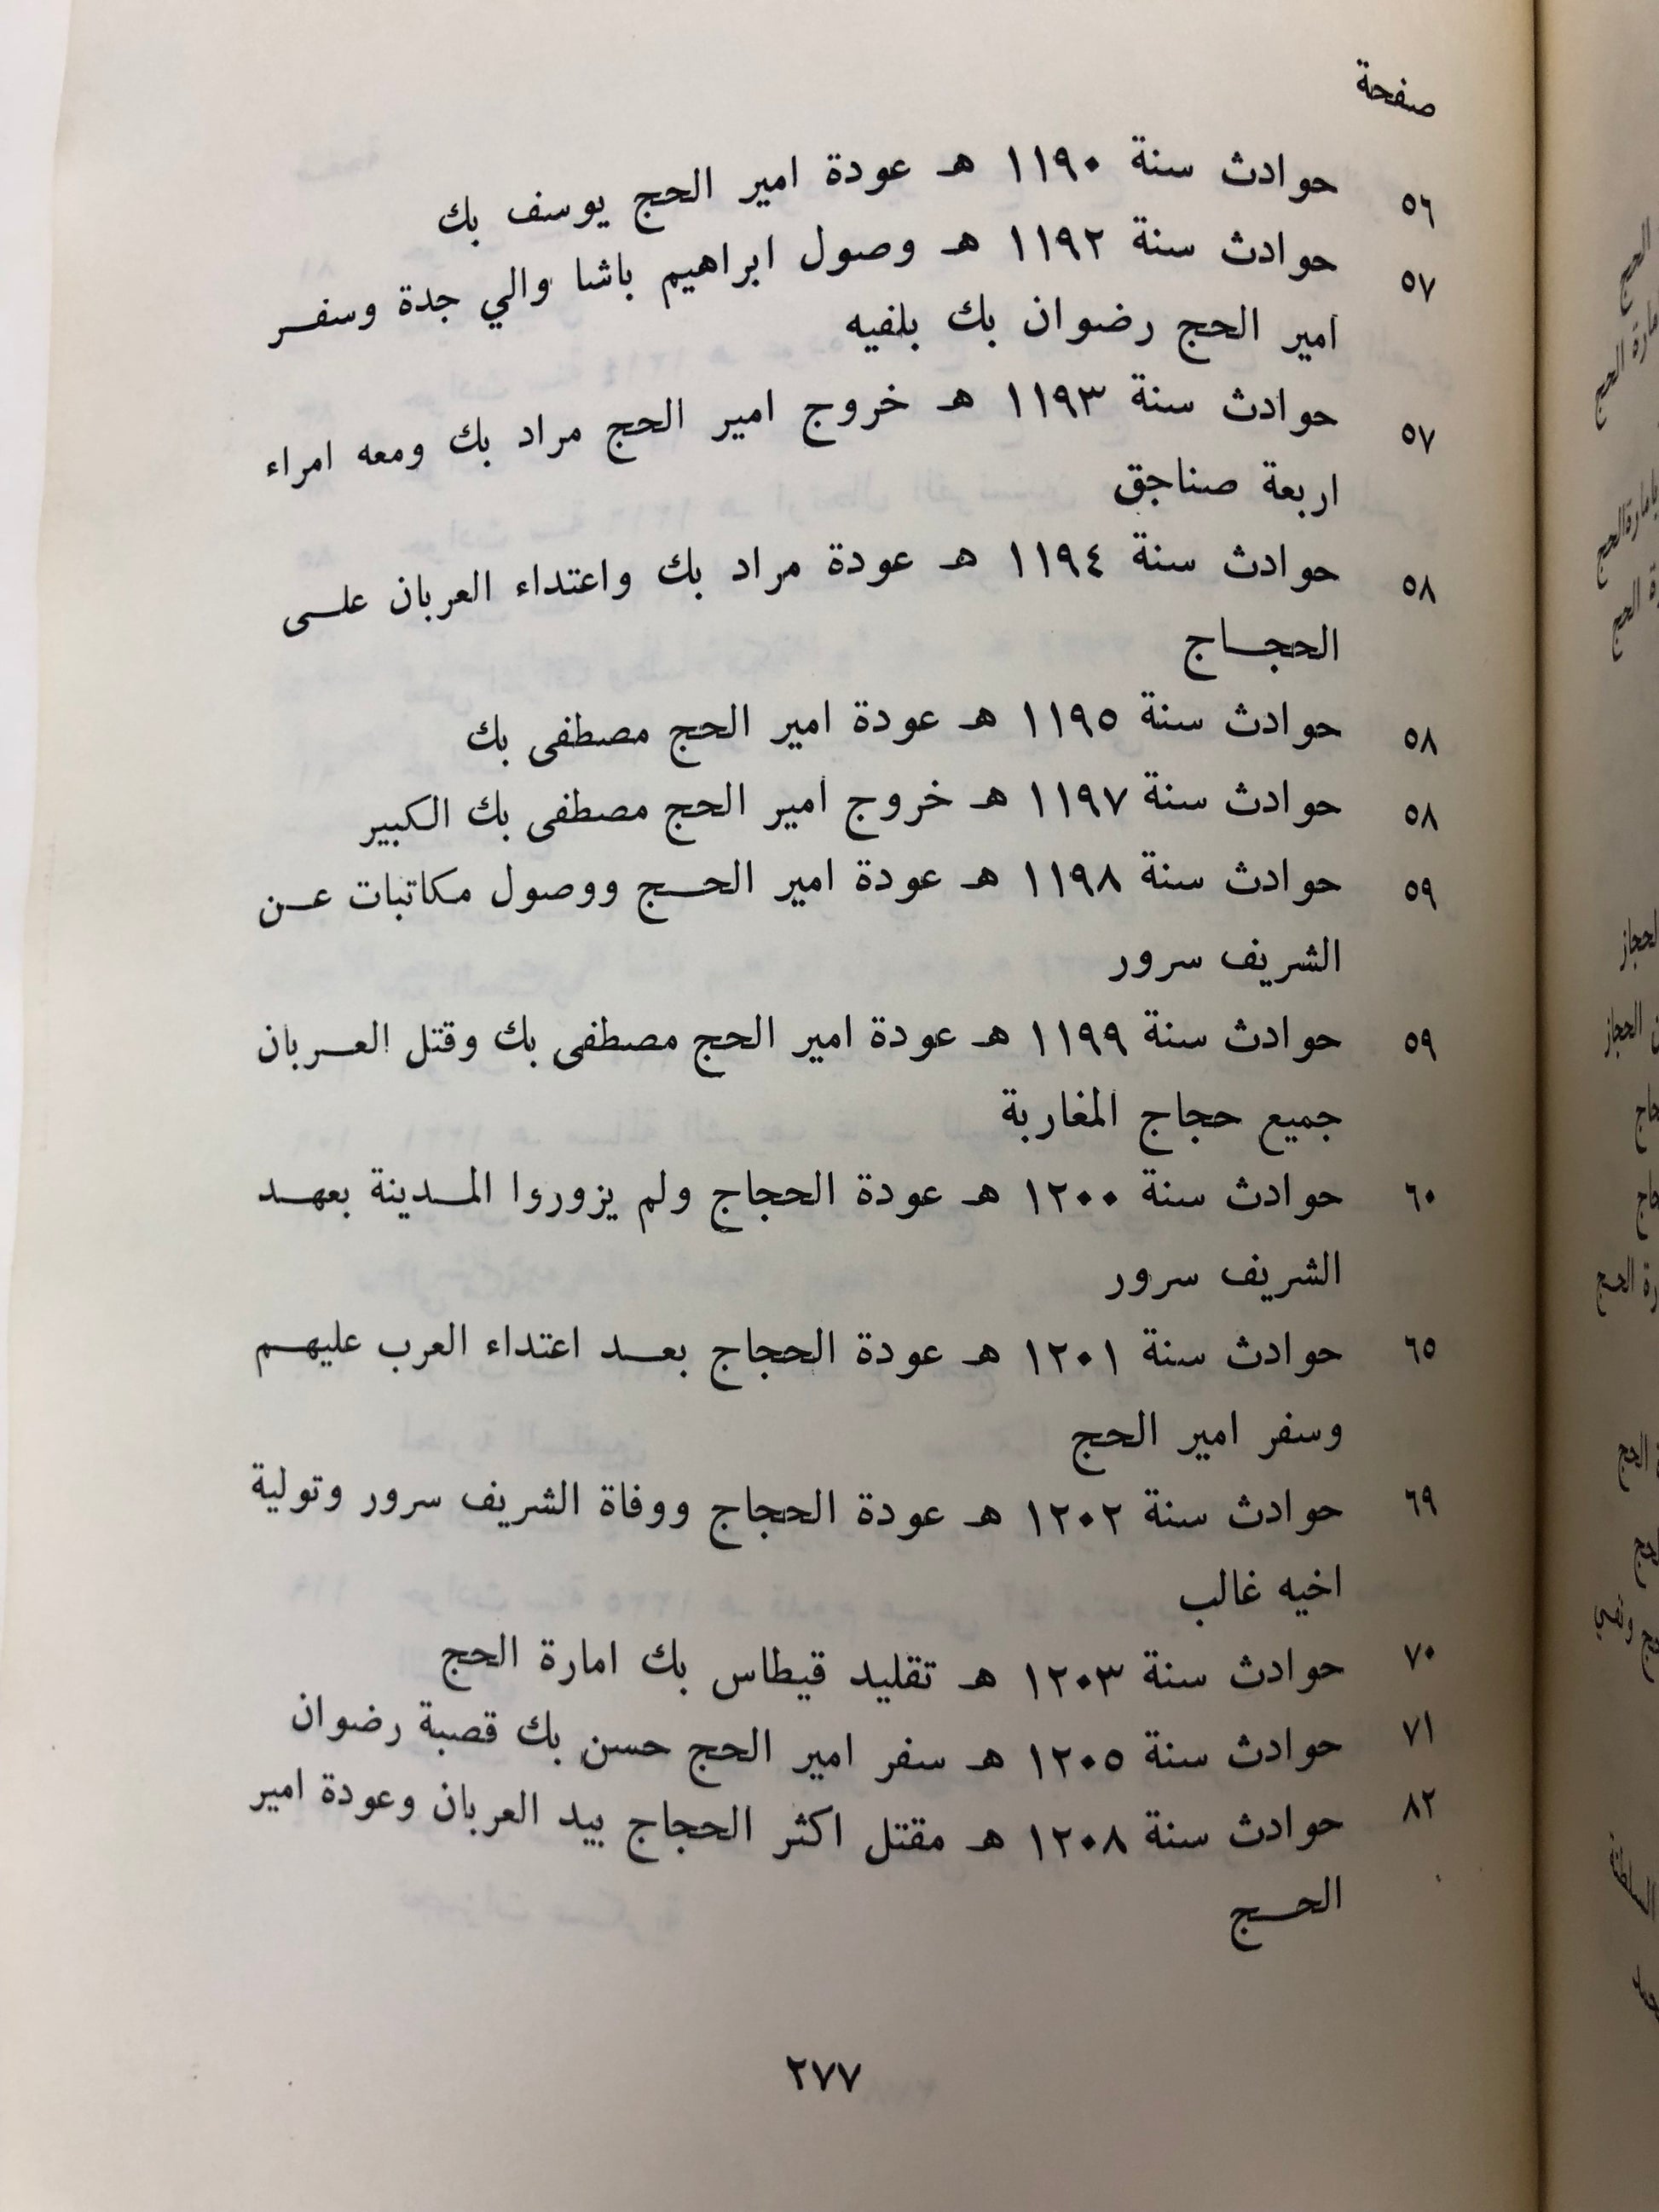 صفحة
٥٦ حوادث سنة ١١٩٠ هـ عودة امير الحج يوسف بك
٥٧ حوادث سنة ١١٩٢ هـ وصول ابراهيم باشا والي جدة وسفر
امير الحج رضوان بك بلفيه
٥٧ حوادث سنة ١١٩٣ هـ خروج امير الحج مراد بك ومعه امراء
اربعة صناجق
٥٨ حوادث سنة ١١٩٤ هـ عودة مراد بك واعتداء العربان على
الحجاج
٥٨ حوادث سنة ١١٩٥ هـ عودة امير الحج مصطفى بك
٥٨ حوادث سنة ١١٩٧ هـ خروج امير الحج مصطفى بك الكبير
٥٩ حوادث سنة ١١٩٨ هـ عودة امير الحج ووصول مكاتبات عن
الشريف سرور
٥٩ حوادث سنة ١١٩٩ هـ عودة امير الحج مصطفى بك وقتل العربان
جميع حجاج المغاربة
٦٠ حوادث سنة ١٢٠٠ هـ عودة الحجاج ولم يزوروا المدينة بعهد
الشريف سرور
٦٥ حوادث سنة ١٢٠١ هـ عودة الحجاج بعد اعتداء العرب عليهم
وسفر امير الحج
٦٩ حوادث سنة ١٢٠٢ هـ عودة الحجاج ووفاة الشريف سرور وتولية
اخيه غالب
٧٠ حوادث سنة ١٢٠٣ هـ تقليد قيطاس بك امارة الحج
٧١ حوادث سنة ١٢٠٥ هـ سفر امير الحج حسن بك قصبة رضوان
٨٢ حوادث سنة ١٢٠٨ هـ مقتل اكثر الحجاج بيد العربان وعودة امير
الحج
٢٧٧